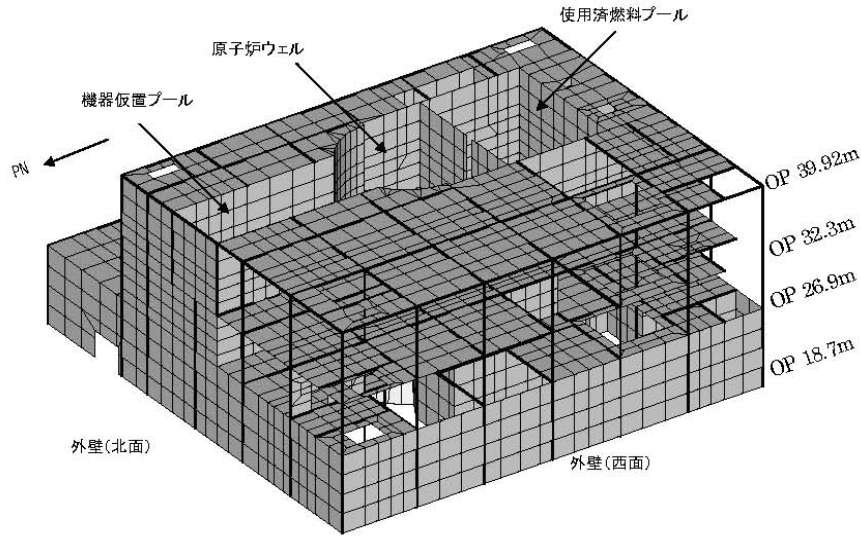 使用済燃料プール
原子炉ウェル
機器仮置プール
PN
OP 39.92m
OP 32.3m
OP 26.9m
OP 18.7m
外壁(北面)
外壁(西面)